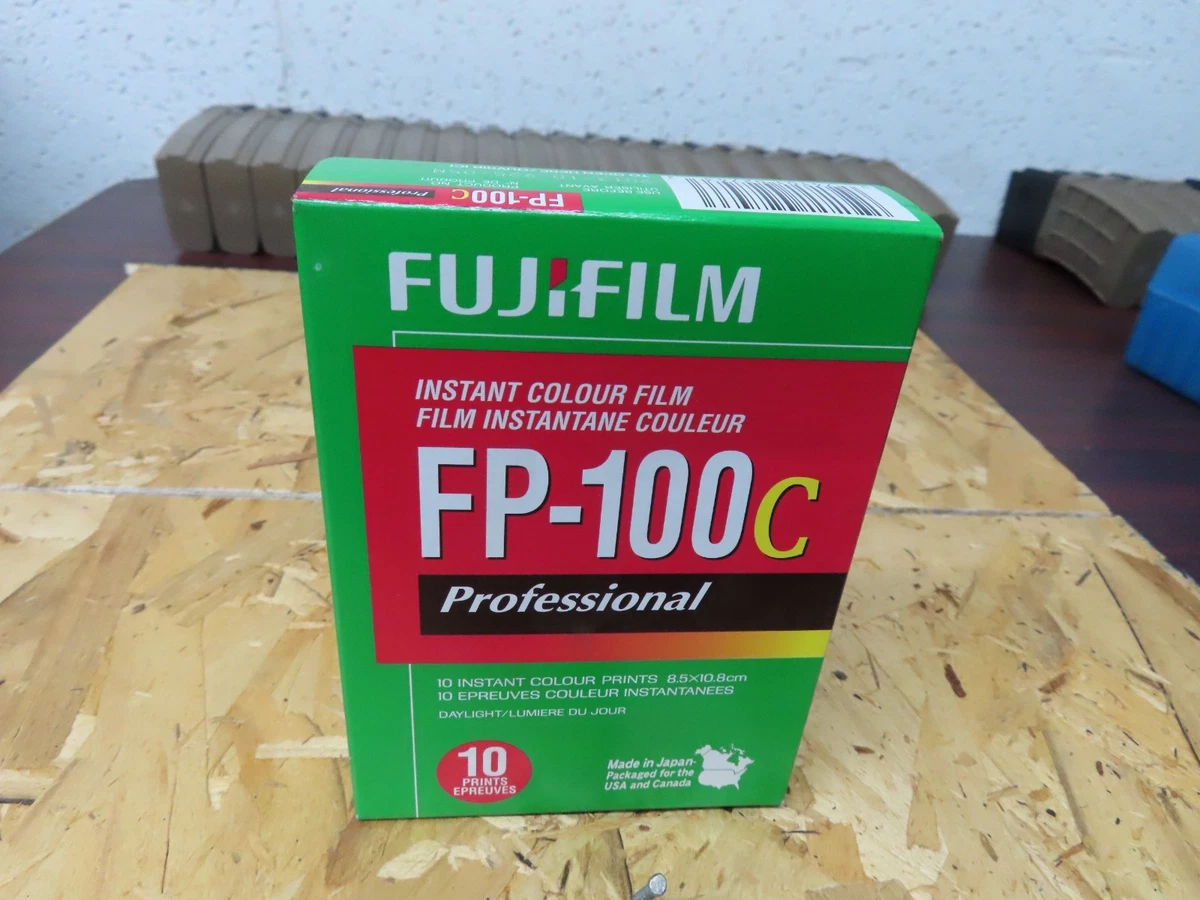 Professional FP-100C
FUJIFILM
INSTANT COLOUR FILM
FILM INSTANTANE COULEUR
FP-100C
Professional
10 INSTANT COLOUR PRINTS 8.5×10.8cm
10 EPREUVES COULEUR INSTANTANEES
DAYLIGHT/LUMIERE DU JOUR
10
PRINTS
EPREUVES
Made in Japan-
Packaged for the
USA and Canada